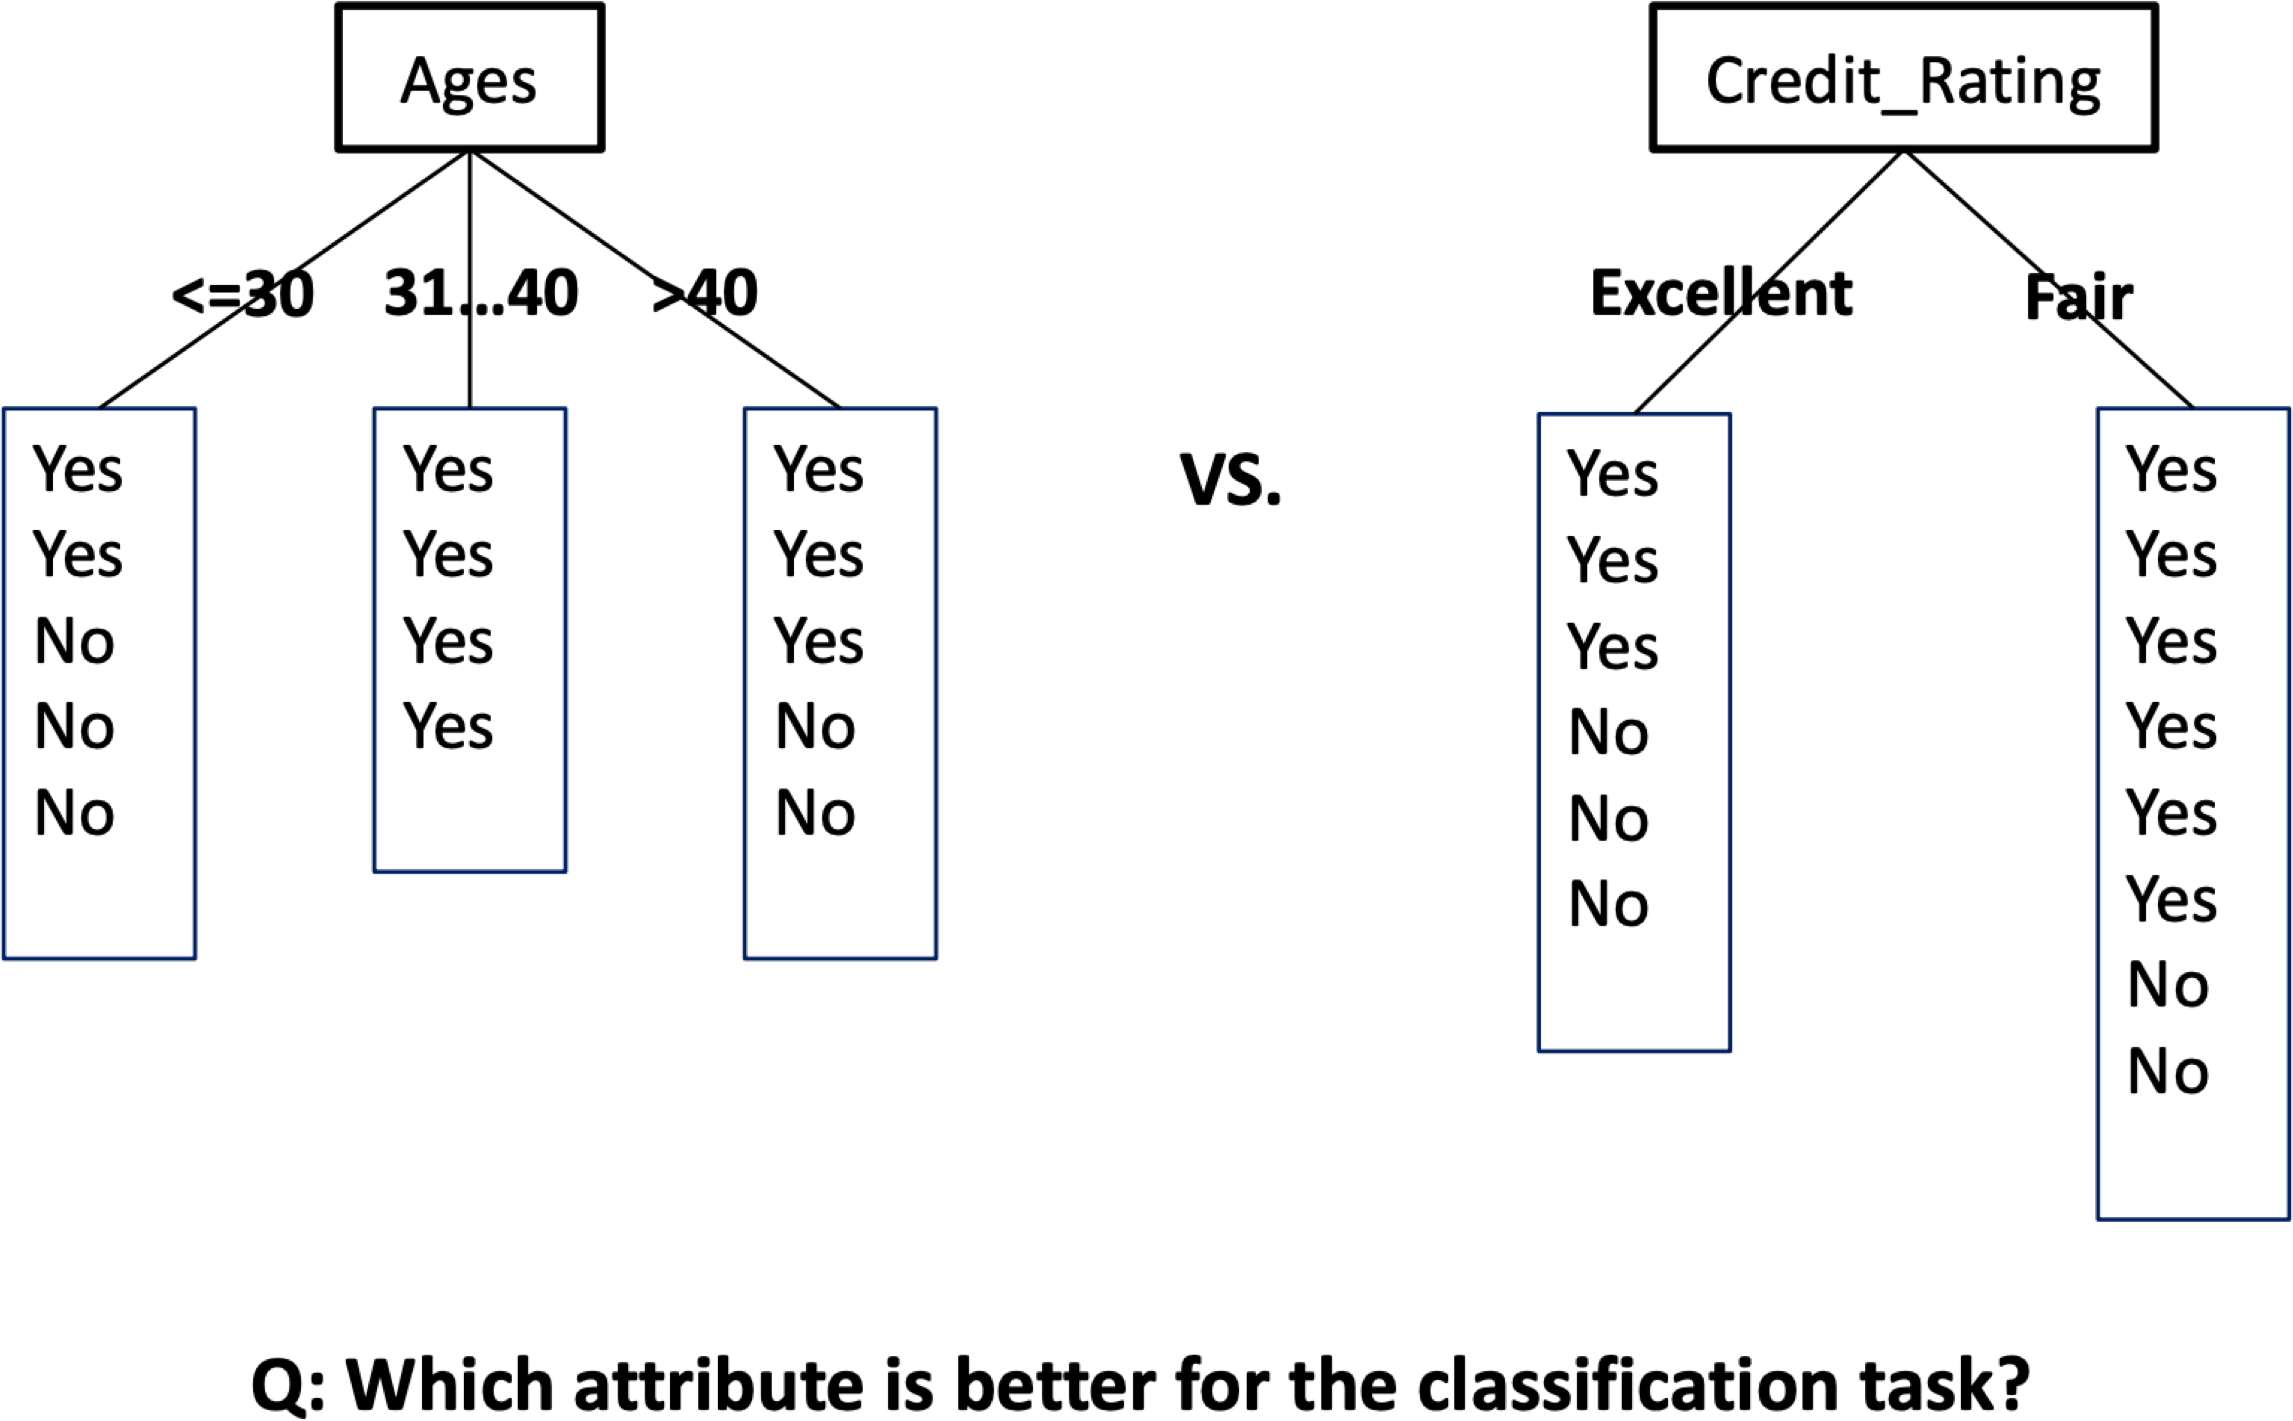 Ages
Credit_Rating
<=30
31...40
>40
Excellent
Fair
Yes
Yes
No
No
No
Yes
Yes
Yes
Yes
Yes
Yes
Yes
No
No
VS.
Yes
Yes
Yes
No
No
No
Yes
Yes
Yes
Yes
Yes
Yes
No
No
Q: Which attribute is better for the classification task?